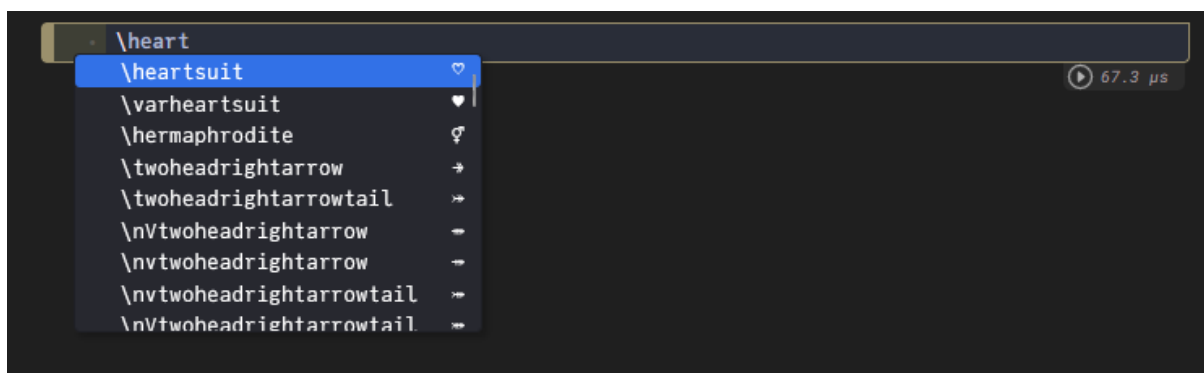 \heart
\heartsuit ♡
67.3 μs
\varheartsuit ♥
\hermaphrodite ⚥
\twoheadrightarrow ↠
\twoheadrightarrowtail ⤖
\nVtwoheadrightarrow ⤁
\nvtwoheadrightarrow ⤀
\nvtwoheadrightarrowtail ⤗
\nVtwoheadrightarrowtail ⤘